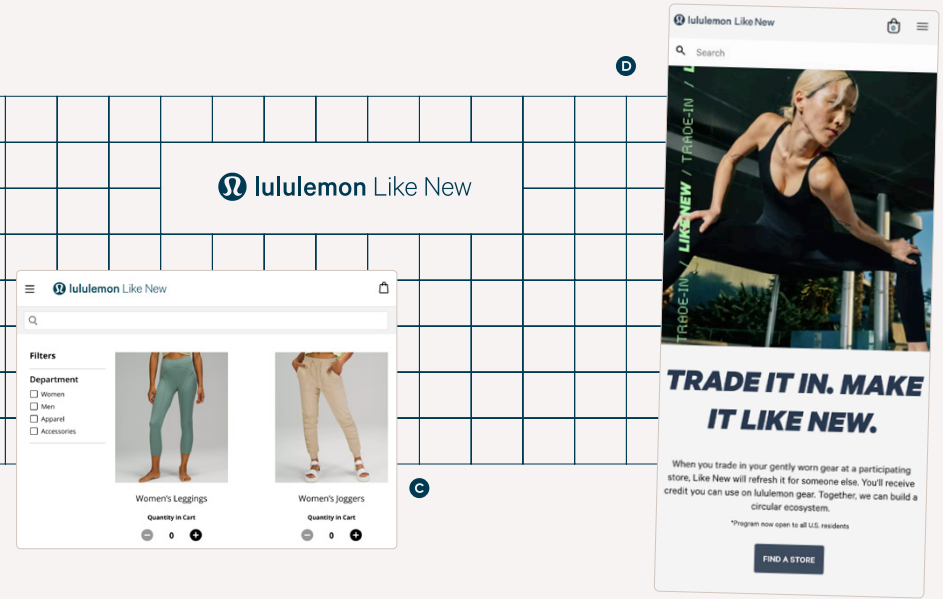 lululemon Like New
lululemon Like New
Filters
Department
Women
Men
Apparel
Accessories
Women's Leggings
Quantity in Cart
0
Women's Joggers
Quantity in Cart
0
C
D
lululemon Like New
0
Search
TRADE-IN / LIKE NEW / TRADE-IN / L
TRADE IT IN. MAKE
IT LIKE NEW.
When you trade in your gently worn gear at a participating
store, Like New will refresh it for someone else. You'll receive
credit you can use on lululemon gear. Together, we can build a
circular ecosystem.
*Program now open to all U.S. residents
FIND A STORE